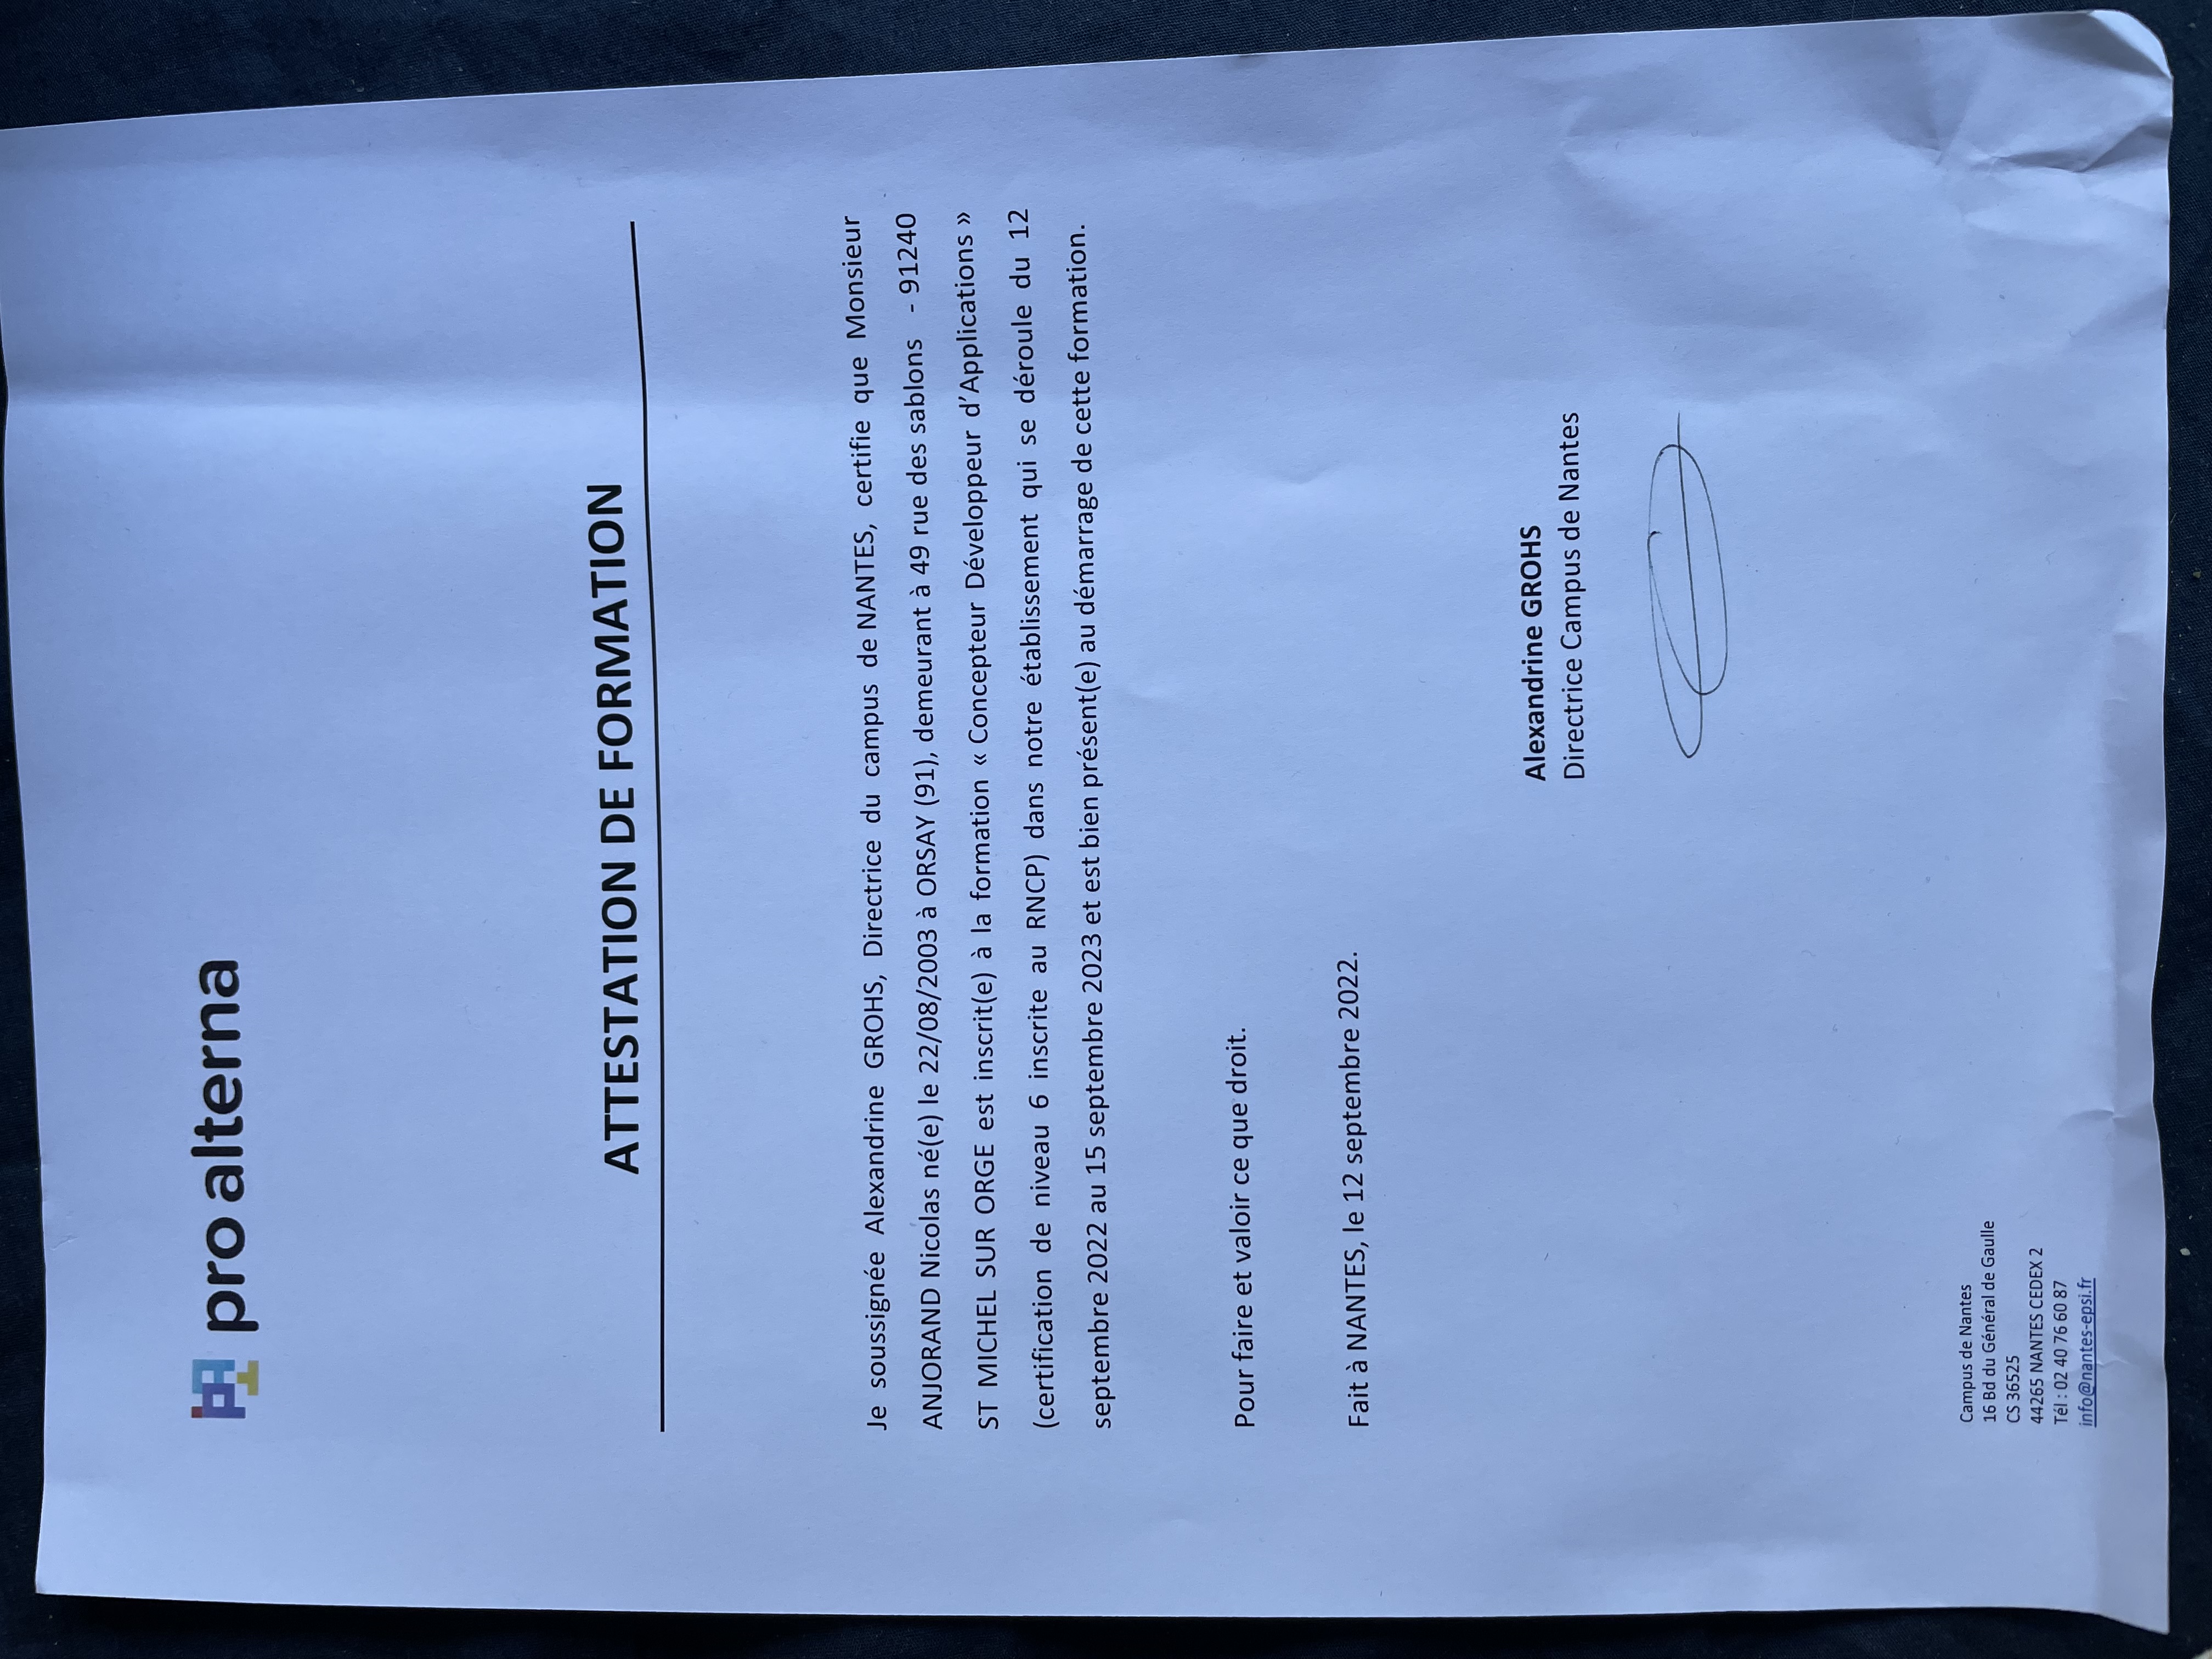 pro alterna
ATTESTATION DE FORMATION
Je soussignée Alexandrine GROHS, Directrice du campus de NANTES, certifie que Monsieur
ANJORAND Nicolas né(e) le 22/08/2003 à ORSAY (91), demeurant à 49 rue des sablons - 91240
ST MICHEL SUR ORGE est inscrit(e) à la formation « Concepteur Développeur d’Applications »
(certification de niveau 6 inscrite au RNCP) dans notre établissement qui se déroule du 12
septembre 2022 au 15 septembre 2023 et est bien présent(e) au démarrage de cette formation.
Pour faire et valoir ce que droit.
Fait à NANTES, le 12 septembre 2022.
Alexandrine GROHS
Directrice Campus de Nantes
Campus de Nantes
16 Bd du Général de Gaulle
CS 36525
44265 NANTES CEDEX 2
Tél : 02 40 76 60 87
info@nantes-epsi.fr